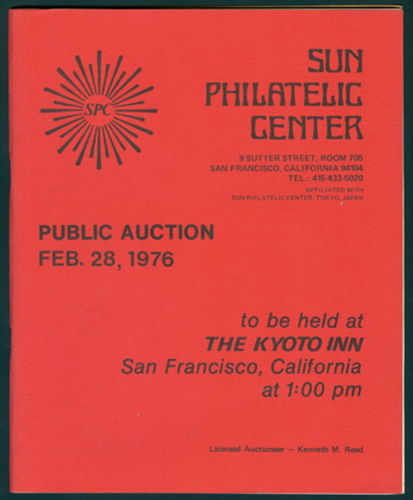 SPC
SUN
PHILATELIC
CENTER
9 SUTTER STREET, ROOM 705
SAN FRANCISCO, CALIFORNIA 94104
TEL.: 415-433-5020
AFFILIATED WITH
SUN PHILATELIC CENTER, TOKYO, JAPAN
PUBLIC AUCTION
FEB. 28, 1976
to be held at
THE KYOTO INN
San Francisco, California
at 1:00 pm
Licensed Auctioneer – Kenneth M. Reed